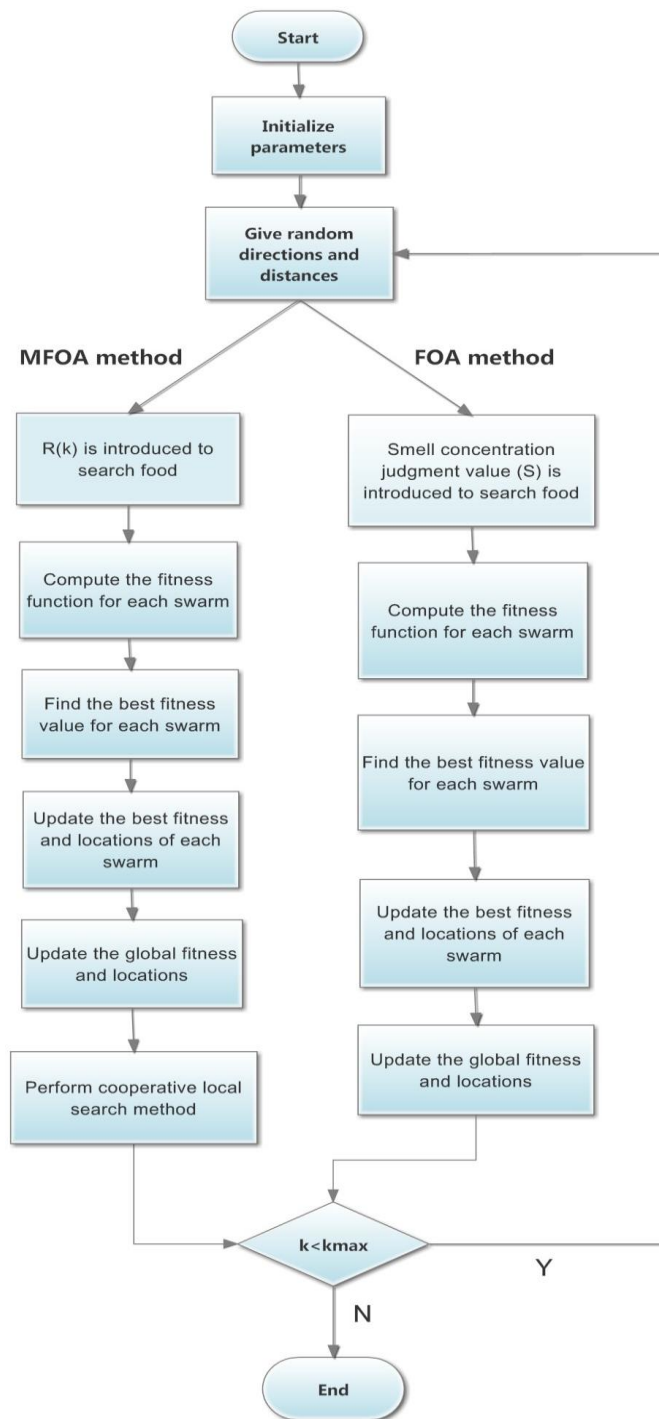 Start
Initialize
parameters
Give random
directions and
distances
MFOA method
FOA method
R(k) is introduced to
search food
Compute the fitness
function for each swarm
Find the best fitness
value for each swarm
Update the best fitness
and locations of each
swarm
Update the global fitness
and locations
Perform cooperative local
search method
Smell concentration
judgment value (S) is
introduced to search food
Compute the fitness
function for each swarm
Find the best fitness value
for each swarm
Update the best fitness
and locations of each
swarm
Update the global fitness
and locations
k<kmax
Y
N
End